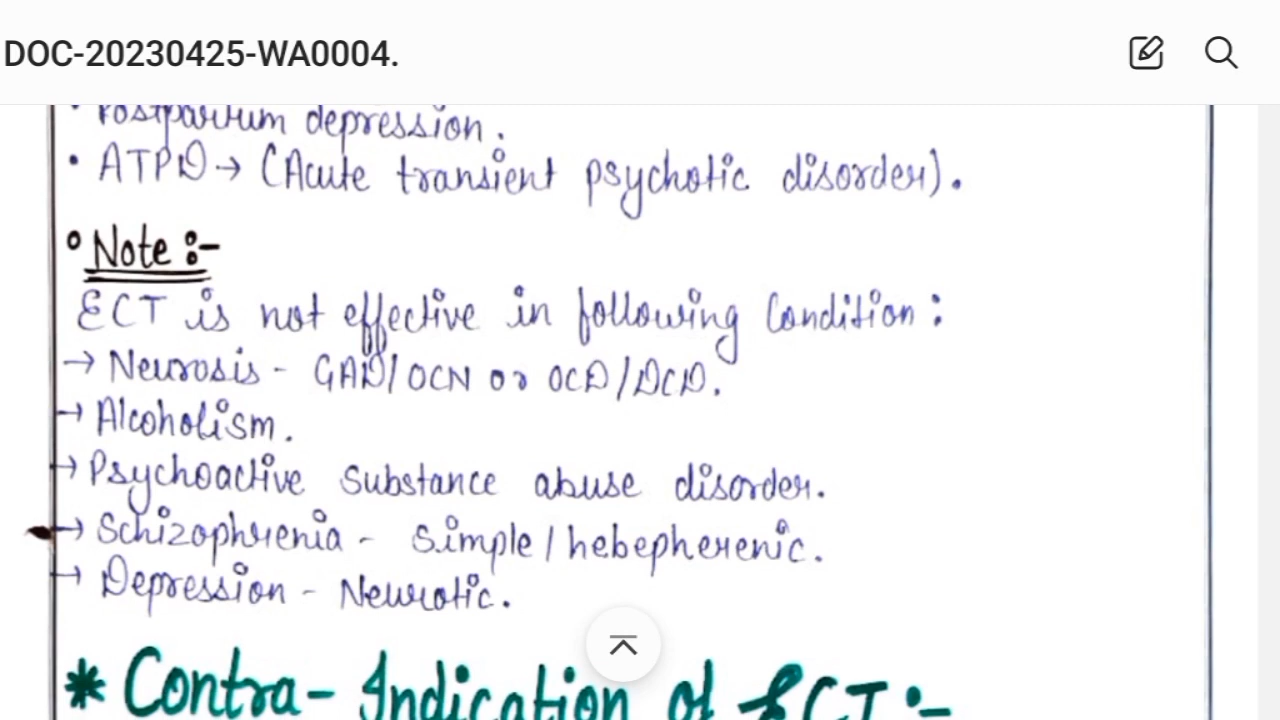 DOC-20230425-WA0004.
• Postpartum depression.
• ATPD → (Acute transient psychotic disorder).
° Note :-
ECT is not effective in following Condition :
→ Neurosis - GAD/OCN or OCD/DCD.
→ Alcoholism.
→ Psychoactive Substance abuse disorder.
→ Schizophrenia - Simple / hebepherenic.
→ Depression - Neurotic.
* Contra-Indication of ECT :-